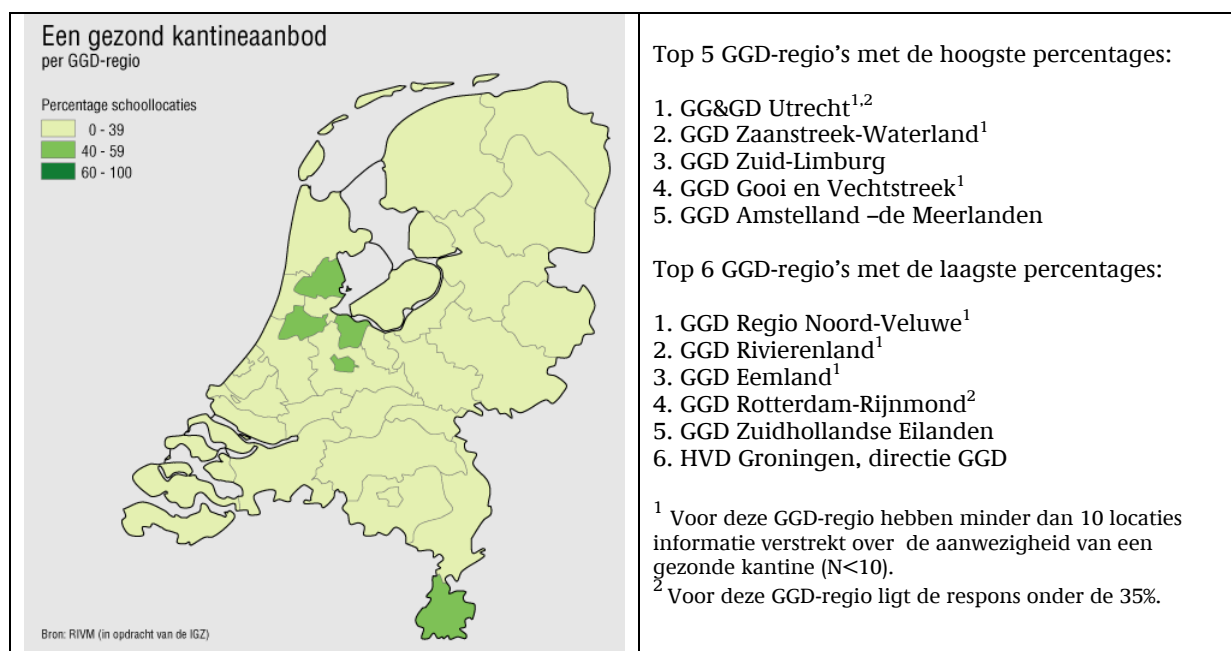 Een gezond kantineaanbod
per GGD-regio
Percentage schoollocaties
0 - 39
40 - 59
60 - 100
Bron: RIVM (in opdracht van de IGZ)
Top 5 GGD-regio's met de hoogste percentages:
1. GG&GD Utrecht1,2
2. GGD Zaanstreek-Waterland1
3. GGD Zuid-Limburg
4. GGD Gooi en Vechtstreek1
5. GGD Amstelland –de Meerlanden
Top 6 GGD-regio's met de laagste percentages:
1. GGD Regio Noord-Veluwe1
2. GGD Rivierenland1
3. GGD Eemland1
4. GGD Rotterdam-Rijnmond2
5. GGD Zuidhollandse Eilanden
6. HVD Groningen, directie GGD
1 Voor deze GGD-regio hebben minder dan 10 locaties
informatie verstrekt over de aanwezigheid van een
gezonde kantine (N<10).
2 Voor deze GGD-regio ligt de respons onder de 35%.